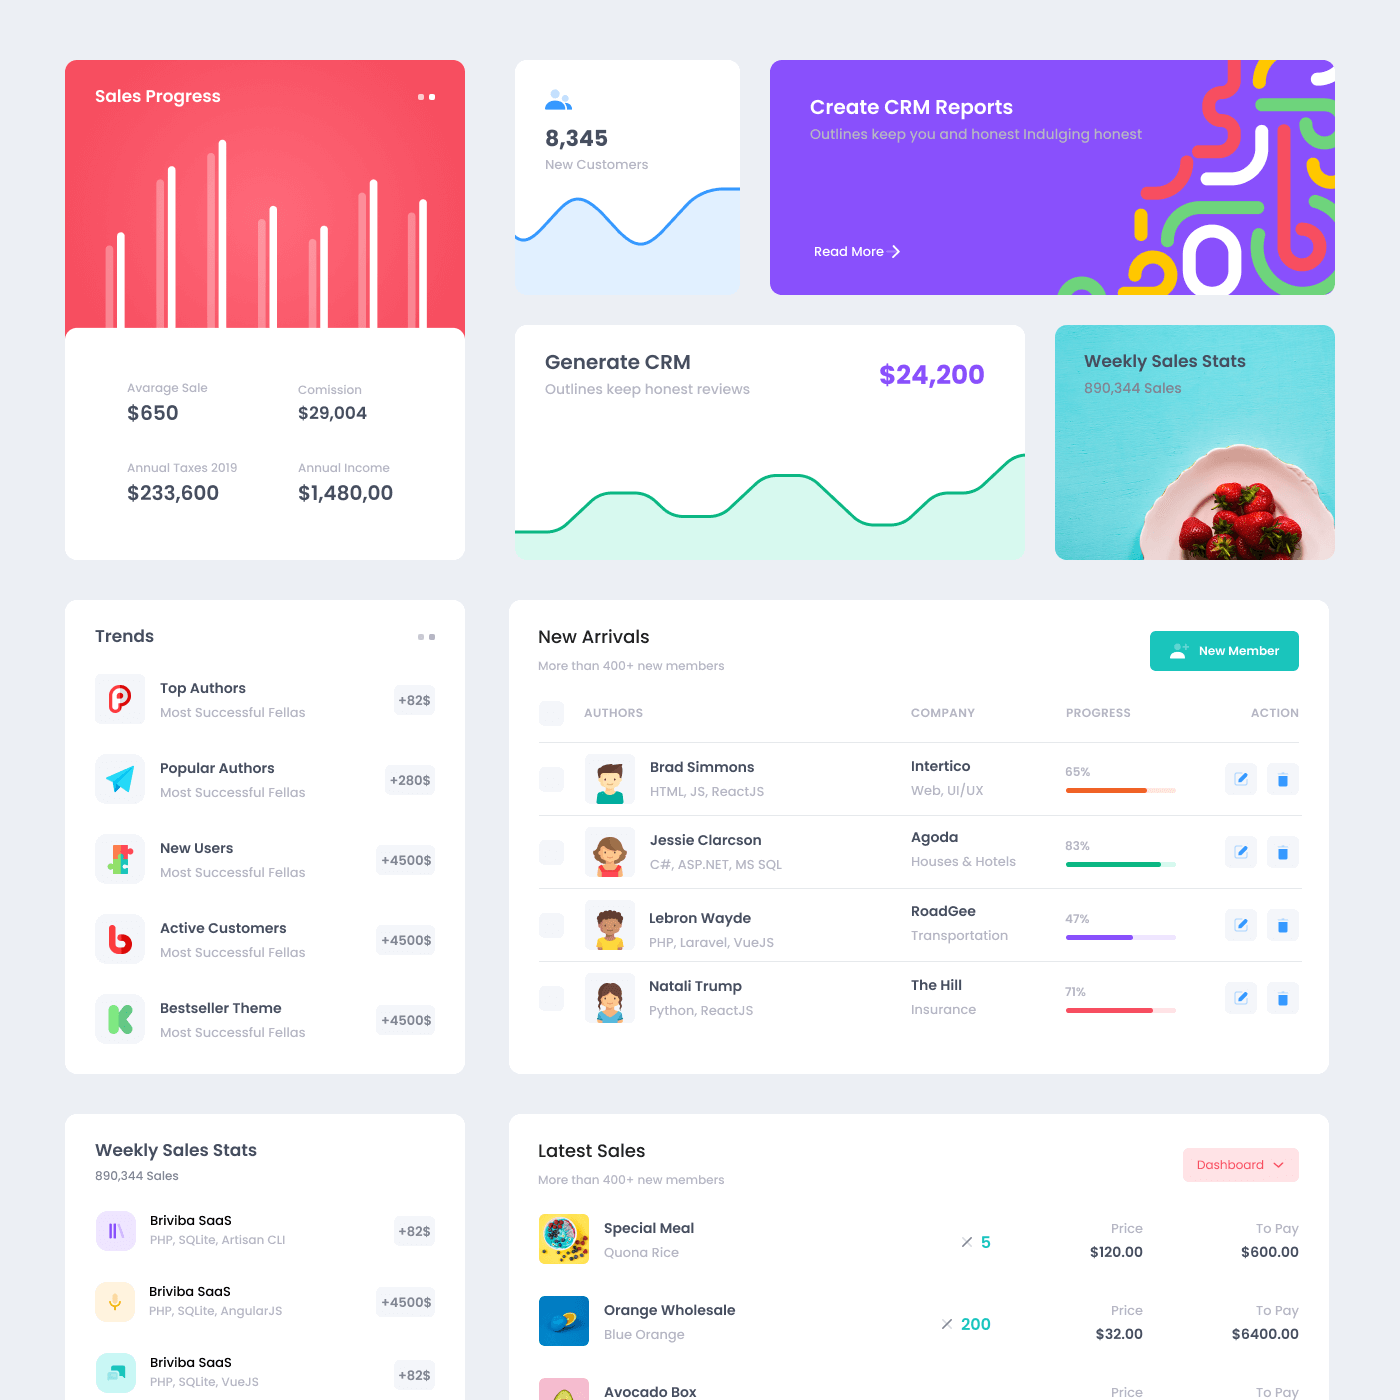 Sales Progress
Avarage Sale
$650
Comission
$29,004
Annual Taxes 2019
$233,600
Annual Income
$1,480,00
8,345
New Customers
Create CRM Reports
Outlines keep you and honest Indulging honest
Read More
Generate CRM
Outlines keep honest reviews
$24,200
Weekly Sales Stats
890,344 Sales
Trends
Top Authors
Most Successful Fellas
+82$
Popular Authors
Most Successful Fellas
+280$
New Users
Most Successful Fellas
+4500$
Active Customers
Most Successful Fellas
+4500$
Bestseller Theme
Most Successful Fellas
+4500$
New Arrivals
More than 400+ new members
New Member
AUTHORS COMPANY PROGRESS ACTION
Brad Simmons
HTML, JS, ReactJS
Intertico
Web, UI/UX
65%
Jessie Clarcson
C#, ASP.NET, MS SQL
Agoda
Houses & Hotels
83%
Lebron Wayde
PHP, Laravel, VueJS
RoadGee
Transportation
47%
Natali Trump
Python, ReactJS
The Hill
Insurance
71%
Weekly Sales Stats
890,344 Sales
Briviba SaaS
PHP, SQLite, Artisan CLI
+82$
Briviba SaaS
PHP, SQLite, AngularJS
+4500$
Briviba SaaS
PHP, SQLite, VueJS
+82$
Latest Sales
More than 400+ new members
Dashboard
Special Meal
Quona Rice
× 5
Price
$120.00
To Pay
$600.00
Orange Wholesale
Blue Orange
× 200
Price
$32.00
To Pay
$6400.00
Avocado Box
Price
To Pay